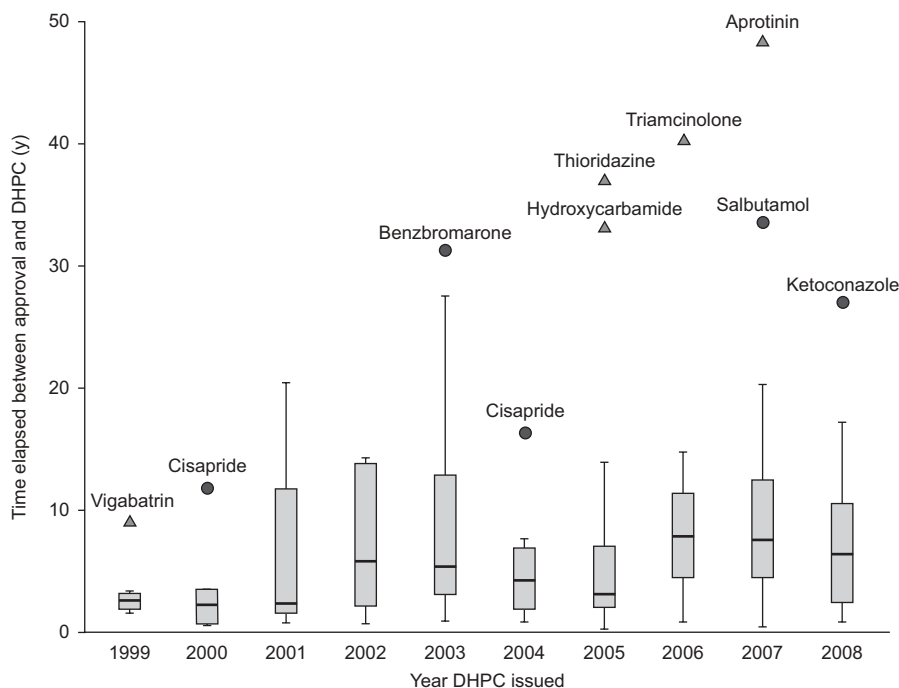 50
40
30
20
10
0
Time elapsed between approval and DHPC (y)
Aprotinin
Triamcinolone
Thioridazine
Hydroxycarbamide
Salbutamol
Benzbromarone
Ketoconazole
Cisapride
Cisapride
Vigabatrin
1999 2000 2001 2002 2003 2004 2005 2006 2007 2008
Year DHPC issued